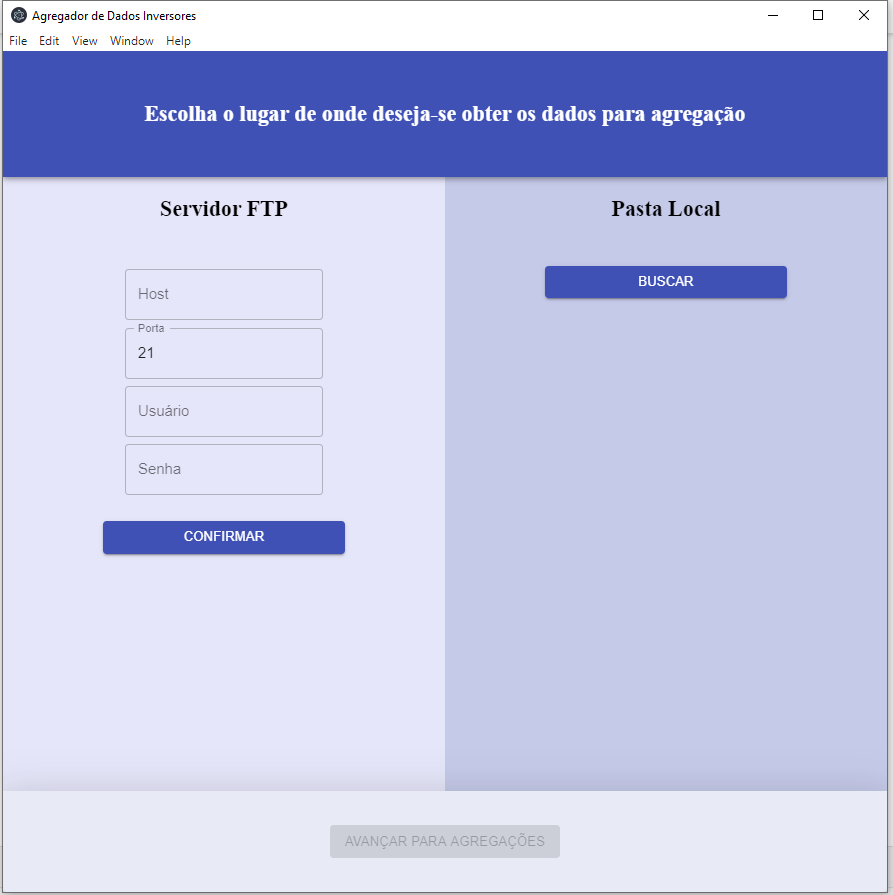 Agregador de Dados Inversores
File Edit View Window Help
Escolha o lugar de onde deseja-se obter os dados para agregação
Servidor FTP
Host
Porta
21
Usuário
Senha
CONFIRMAR
Pasta Local
BUSCAR
AVANÇAR PARA AGREGAÇÕES